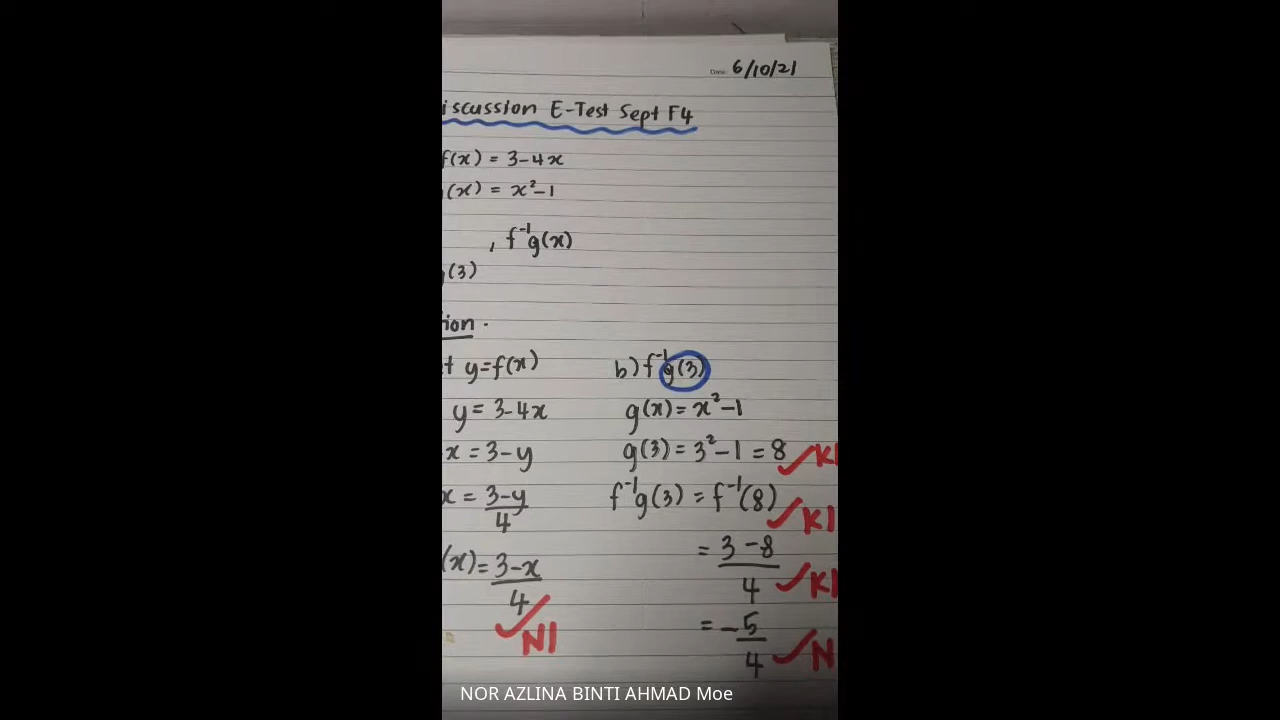 Date: 6/10/21
iscussion E-Test Sept F4
f(x) = 3-4x
(x) = x²-1
, f⁻¹g(x)
(3)
ion.
t y=f(x)
y = 3-4x
x = 3-y
x = 3-y/4
(x) = 3-x/4
N1
b) f⁻¹g(3)
g(x) = x²-1
g(3) = 3²-1 = 8 ✓K1
f⁻¹g(3) = f⁻¹(8) ✓K1
= 3-8/4 ✓K1
= -5/4 ✓N
NOR AZLINA BINTI AHMAD Moe